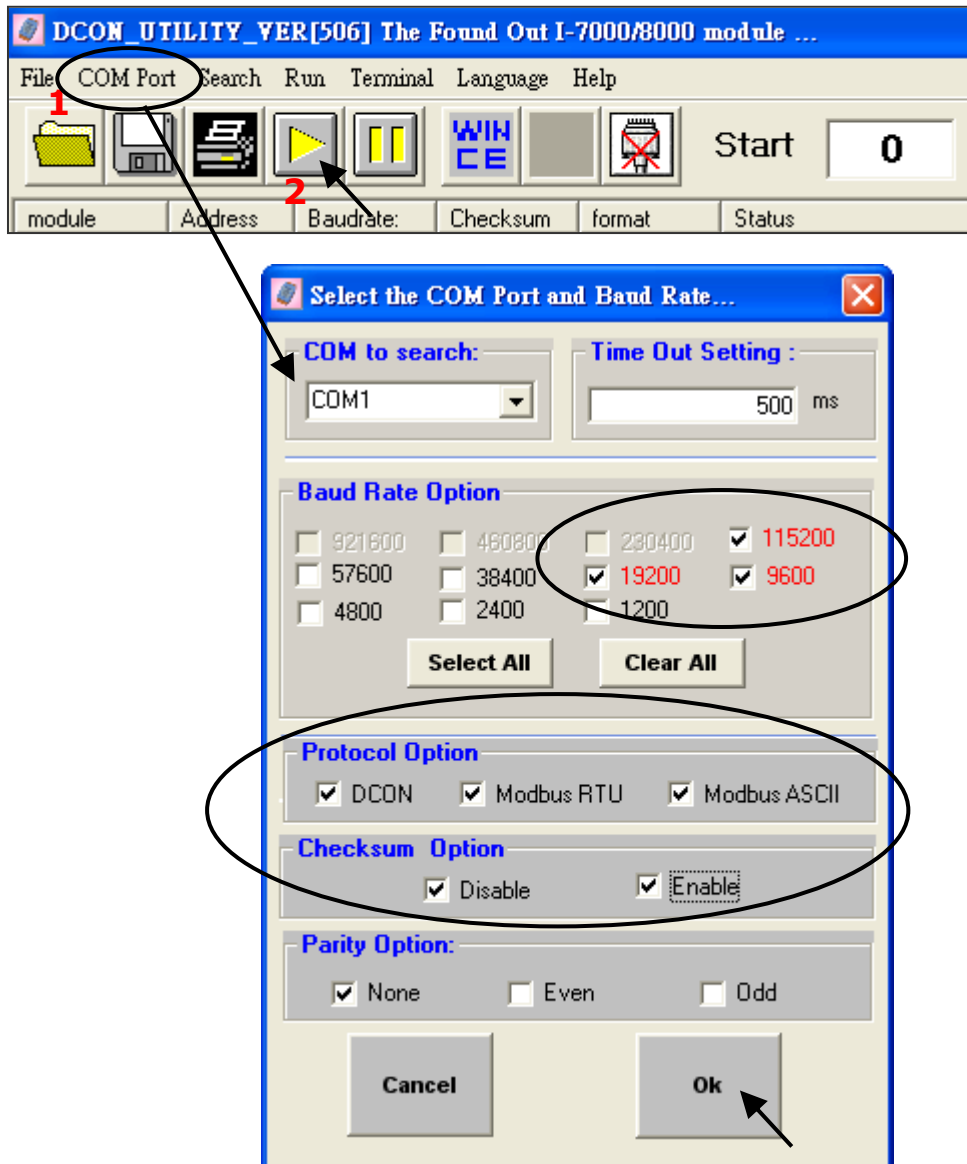 DCON_UTILITY_VER[506] The Found Out I-7000/8000 module ...
File COM Port Search Run Terminal Language Help
1
WIN CE
Start 0
2
module Address Baudrate: Checksum format Status
Select the COM Port and Baud Rate...
COM to search: Time Out Setting :
COM1 500 ms
Baud Rate Option
921600 460800 230400 115200
57600 38400 19200 9600
4800 2400 1200
Select All Clear All
Protocol Option
DCON Modbus RTU Modbus ASCII
Checksum Option
Disable Enable
Parity Option:
None Even Odd
Cancel Ok